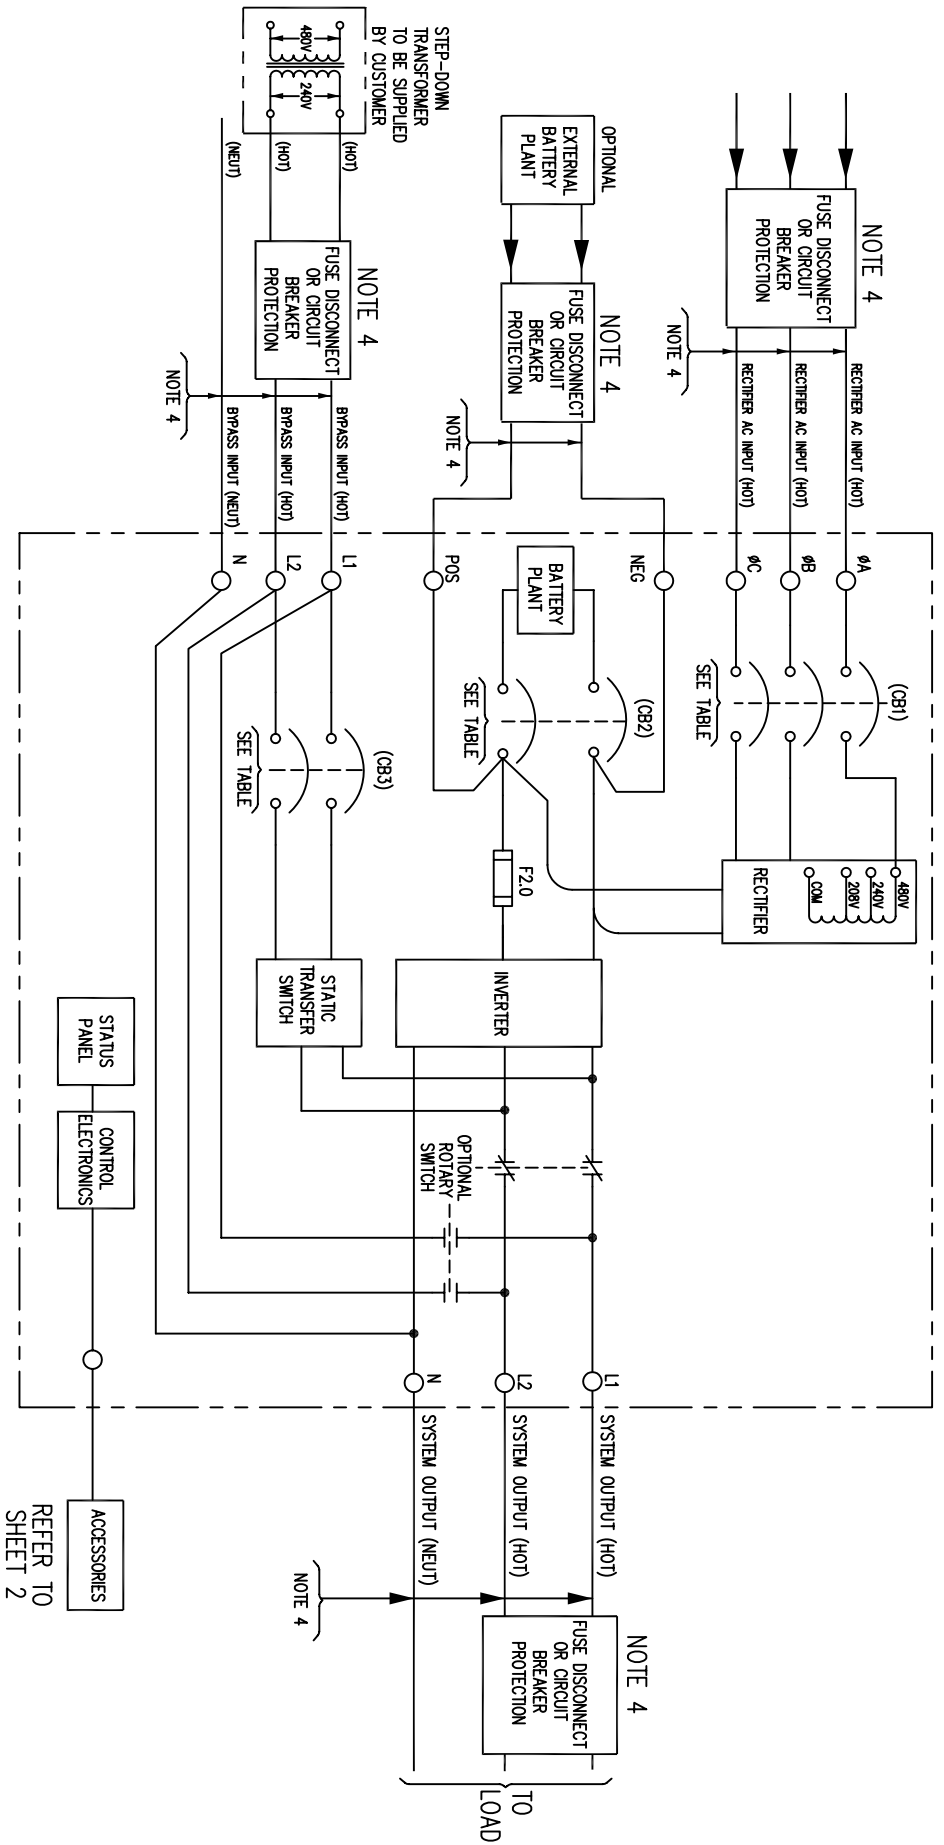 NOTE 4
FUSE DISCONNECT
OR CIRCUIT
BREAKER
PROTECTION
NOTE 4
RECTIFIER AC INPUT (HOT)
RECTIFIER AC INPUT (HOT)
RECTIFIER AC INPUT (HOT)
ØA
ØB
ØC
(CB1)
SEE TABLE
480V
240V
208V
COM
RECTIFIER
OPTIONAL
EXTERNAL
BATTERY
PLANT
NOTE 4
FUSE DISCONNECT
OR CIRCUIT
BREAKER
PROTECTION
NOTE 4
NEG
POS
BATTERY
PLANT
(CB2)
SEE TABLE
F2.0
INVERTER
STEP-DOWN
TRANSFORMER
TO BE SUPPLIED
BY CUSTOMER
480V
240V
(HOT)
(HOT)
(NEUT)
NOTE 4
FUSE DISCONNECT
OR CIRCUIT
BREAKER
PROTECTION
NOTE 4
BYPASS INPUT (HOT)
BYPASS INPUT (HOT)
BYPASS INPUT (NEUT)
L1
L2
N
(CB3)
SEE TABLE
STATIC
TRANSFER
SWITCH
OPTIONAL
ROTARY
SWITCH
STATUS
PANEL
CONTROL
ELECTRONICS
L1
L2
N
SYSTEM OUTPUT (HOT)
SYSTEM OUTPUT (HOT)
SYSTEM OUTPUT (NEUT)
NOTE 4
NOTE 4
FUSE DISCONNECT
OR CIRCUIT
BREAKER
PROTECTION
TO
LOAD
ACCESSORIES
REFER TO
SHEET 2